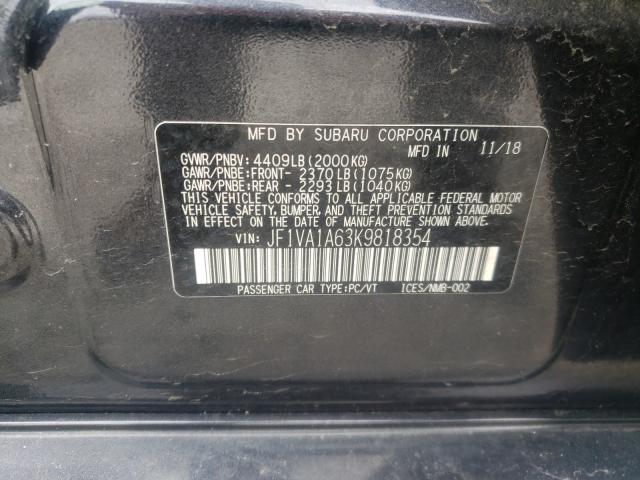 MFD BY SUBARU CORPORATION
GVWR/PNBV: 4409LB(2000KG) 11/18
GAWR/PNBE:FRONT- 2370LB(1075KG)
GAWR/PNBE:REAR - 2293LB(1040KG)
THIS VEHICLE CONFORMS TO ALL APPLICABLE FEDERAL MOTOR
VEHICLE SAFETY, BUMPER, AND THEFT PREVENTION STANDARDS
IN EFFECT ON THE DATE OF MANUFACTURE SHOWN ABOVE.
VIN: JF1VA1A63K9818354
PASSENGER CAR TYPE:PC/VT ICES/NMB-002